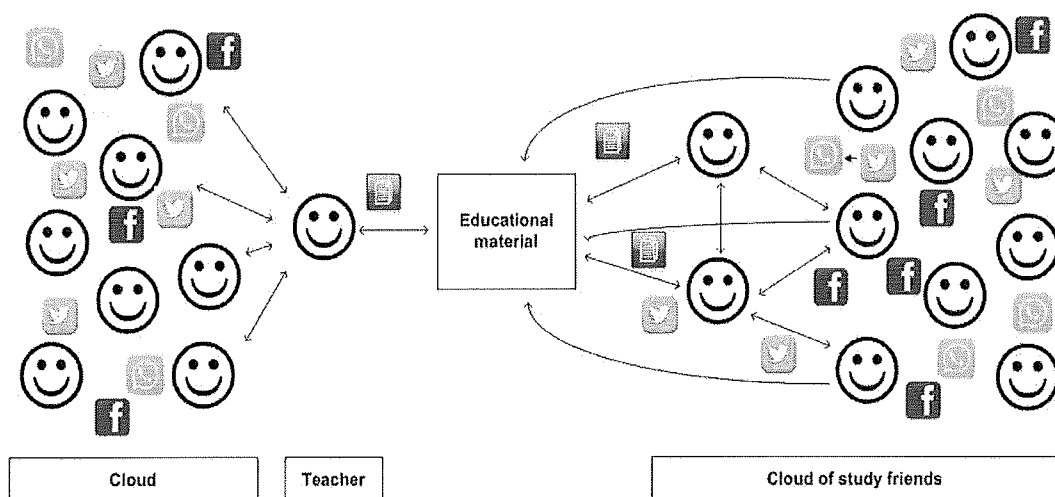 Educational
material
Cloud
Teacher
Cloud of study friends